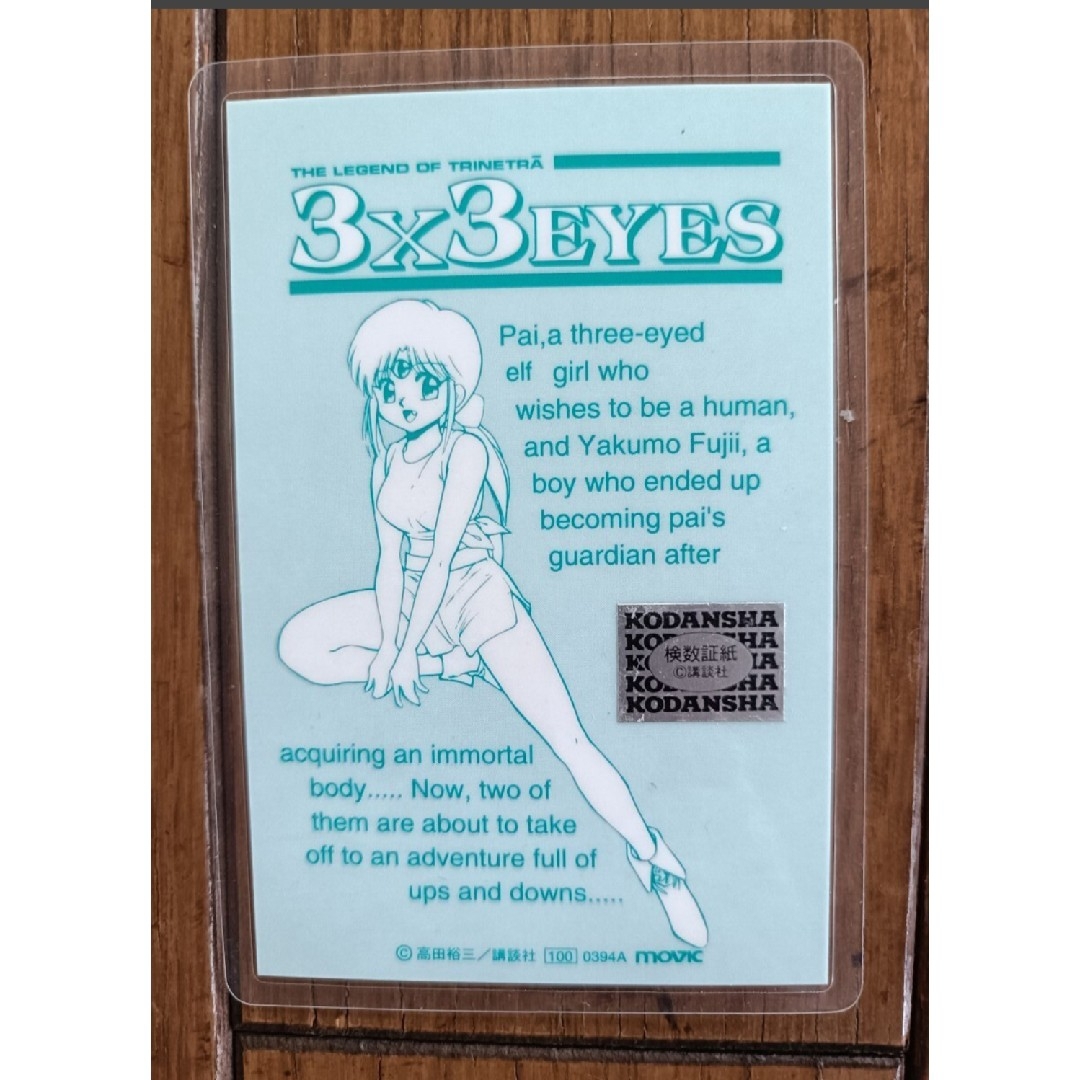 THE LEGEND OF TRINETRĀ
3X3EYES
Pai,a three-eyed
elf girl who
wishes to be a human,
and Yakumo Fujii, a
boy who ended up
becoming pai's
guardian after
KODANSHA
KODANSHA
KODANSHA
KODANSHA
KODANSHA
検数証紙
©講談社
acquiring an immortal
body..... Now, two of
them are about to take
off to an adventure full of
ups and downs.....
©高田裕三/講談社 100 0394A movic